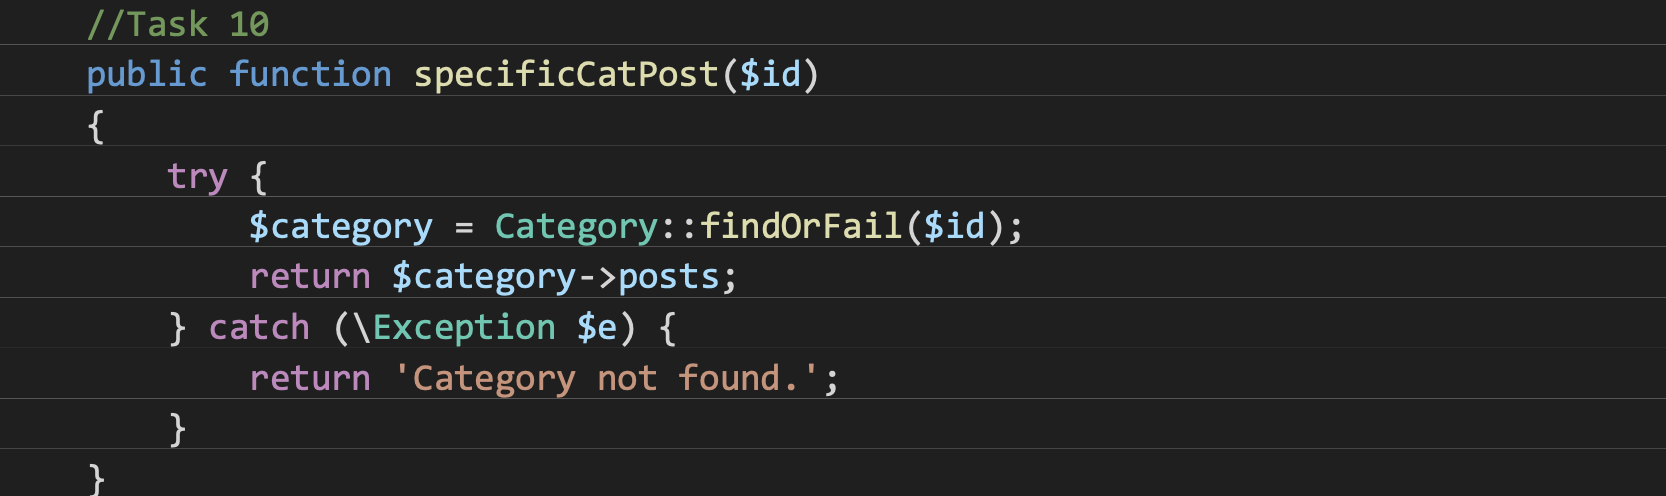 //Task 10
public function specificCatPost($id)
{
    try {
        $category = Category::findOrFail($id);
        return $category->posts;
    } catch (\Exception $e) {
        return 'Category not found.';
    }
}